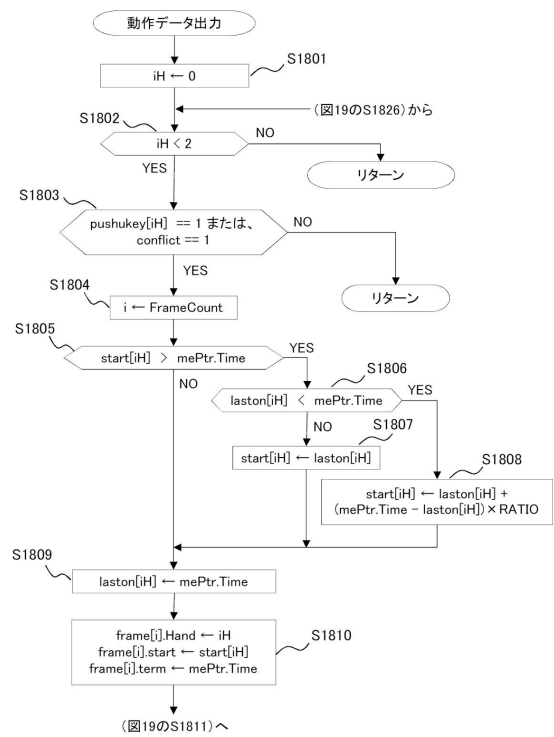 動作データ出力
S1801
iH ← 0
(図19のS1826)から
S1802
iH < 2
NO
YES
リターン
S1803
pushukey[iH] == 1 または、
conflict == 1
NO
YES
S1804
i ← FrameCount
リターン
S1805
start[iH] > mePtr.Time
YES
NO
S1806
laston[iH] < mePtr.Time
YES
NO
S1807
start[iH] ← laston[iH]
S1808
start[iH] ← laston[iH] +
(mePtr.Time − laston[iH])×RATIO
S1809
laston[iH] ← mePtr.Time
frame[i].Hand ← iH
frame[i].start ← start[iH]
frame[i].term ← mePtr.Time
S1810
(図19のS1811)へ